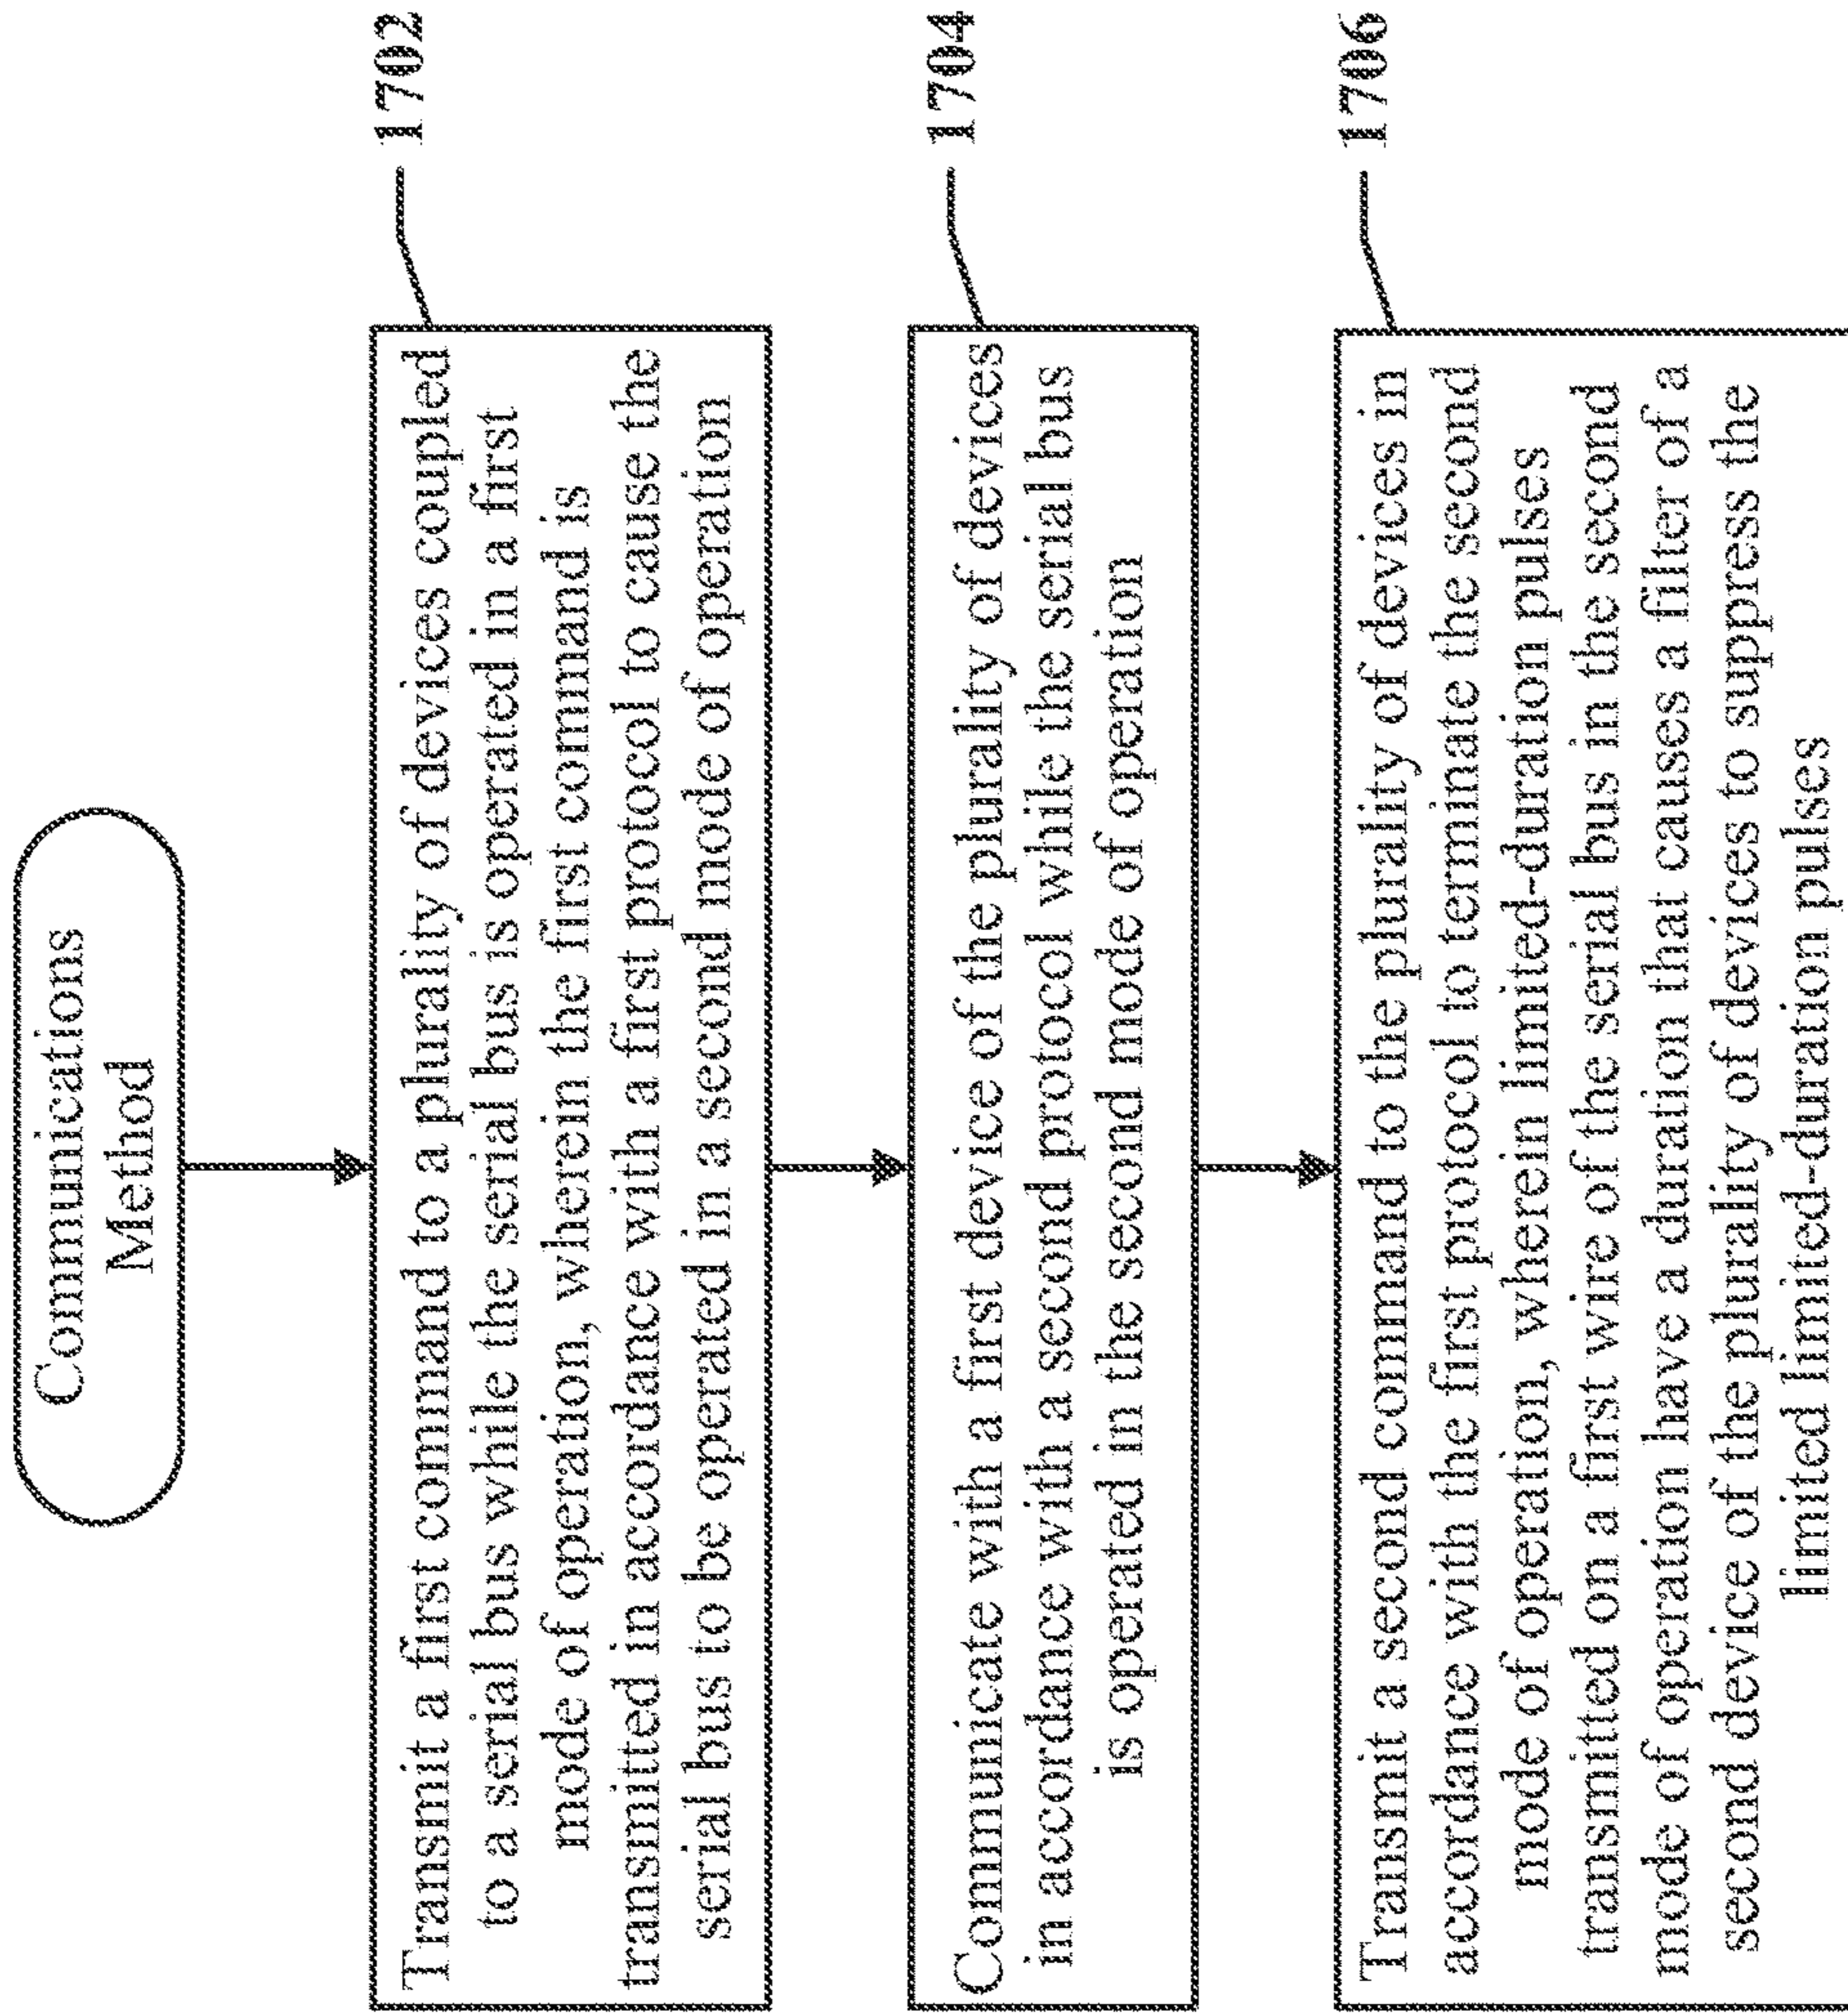 Communications
Method
1702
Transmit a first command to a plurality of devices coupled
to a serial bus while the serial bus is operated in a first
mode of operation, wherein the first command is
transmitted in accordance with a first protocol to cause the
serial bus to be operated in a second mode of operation
1704
Communicate with a first device of the plurality of devices
in accordance with a second protocol while the serial bus
is operated in the second mode of operation
1706
Transmit a second command to the plurality of devices in
accordance with the first protocol to terminate the second
mode of operation, wherein limited-duration pulses
transmitted on a first wire of the serial bus in the second
mode of operation have a duration that causes a filter of a
second device of the plurality of devices to suppress the
limited limited-duration pulses